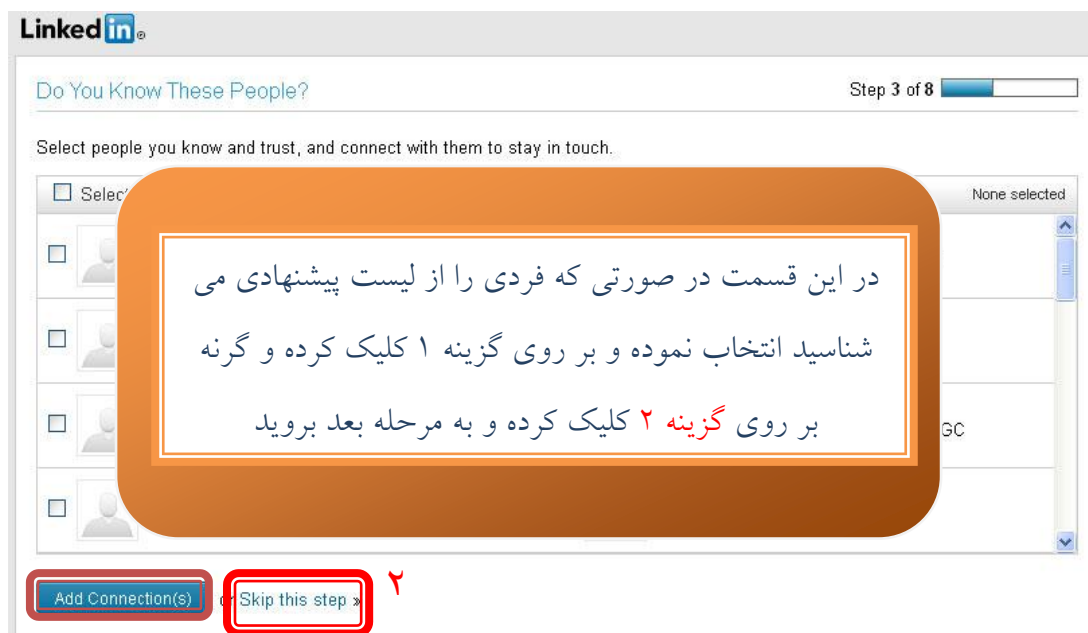 Linked in ®
Do You Know These People?
Step 3 of 8
Select people you know and trust, and connect with them to stay in touch.
None selected
در این قسمت در صورتی که فردی را از لیست پیشنهادی می
شناسید انتخاب نموده و بر روی گزینه ۱ کلیک کرده و گرنه
بر روی گزینه ۲ کلیک کرده و به مرحله بعد بروید
GC
Add Connection(s) or Skip this step » ۲